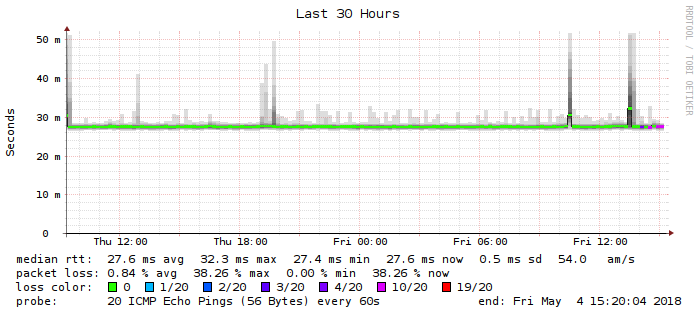 Last 30 Hours
RRDTOOL / TOBI OETIKER
Seconds
50 m
40 m
30 m
20 m
10 m
0
Thu 12:00 Thu 18:00 Fri 00:00 Fri 06:00 Fri 12:00
median rtt: 27.6 ms avg 32.3 ms max 27.4 ms min 27.6 ms now 0.5 ms sd 54.0 am/s
packet loss: 0.84 % avg 38.26 % max 0.00 % min 38.26 % now
loss color: 0 1/20 2/20 3/20 4/20 10/20 19/20
probe: 20 ICMP Echo Pings (56 Bytes) every 60s end: Fri May 4 15:20:04 2018